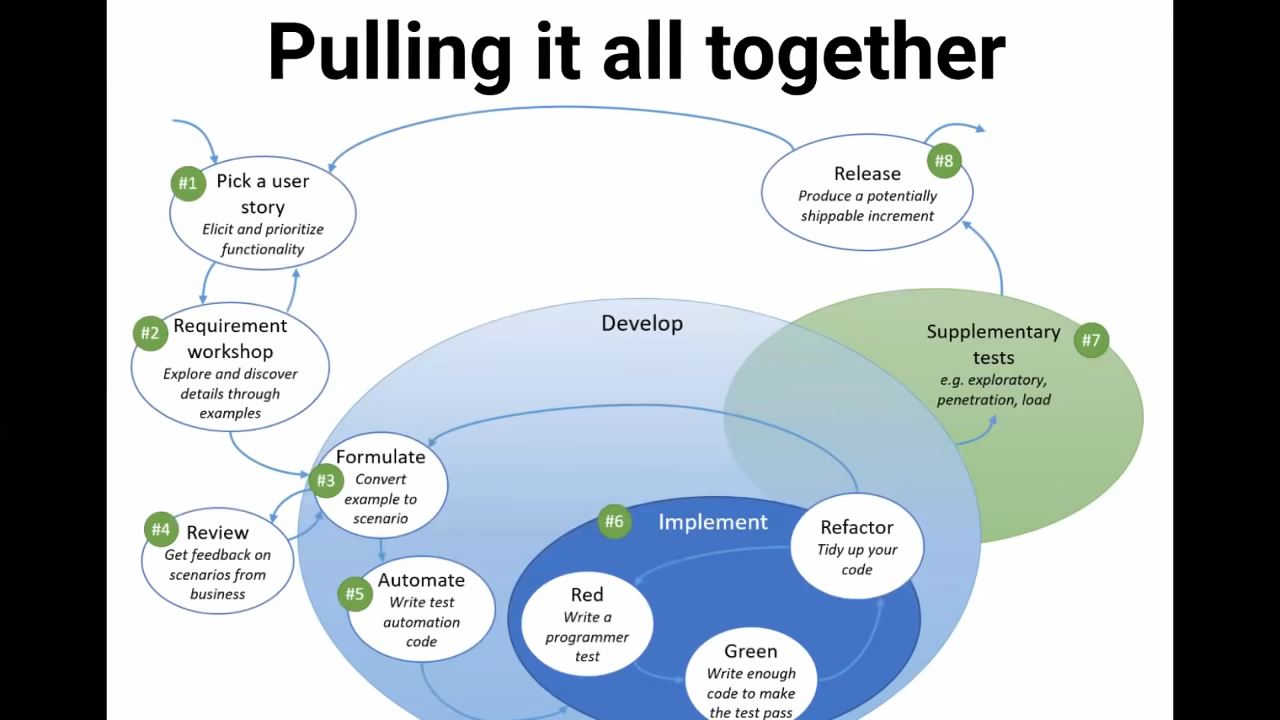 Pulling it all together
#1
Pick a user
story
Elicit and prioritize
functionality
#8
Release
Produce a potentially
shippable increment
#2
Requirement
workshop
Explore and discover
details through
examples
Develop
Supplementary
tests
e.g. exploratory,
penetration, load
#7
#3
Formulate
Convert
example to
scenario
#4
Review
Get feedback on
scenarios from
business
#5
Automate
Write test
automation
code
#6
Implement
Refactor
Tidy up your
code
Red
Write a
programmer
test
Green
Write enough
code to make
the test pass